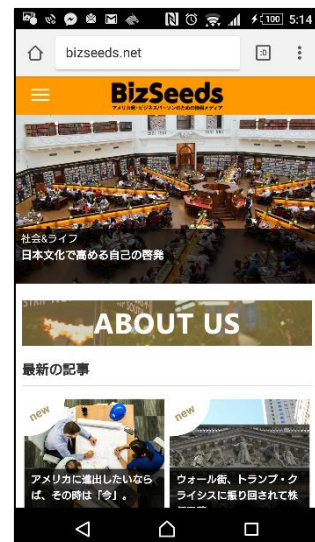 100 5:14
bizseeds.net
:D
BizSeeds
アメリカ発・ビジネスパーソンのための情報メディア
社会&ライフ
日本文化で高める自己の啓発
ABOUT US
最新の記事
new
アメリカに進出したいなら
ば、その時は「今」。
new
ウォール街、トランプ・ク
ライシスに振り回されて株